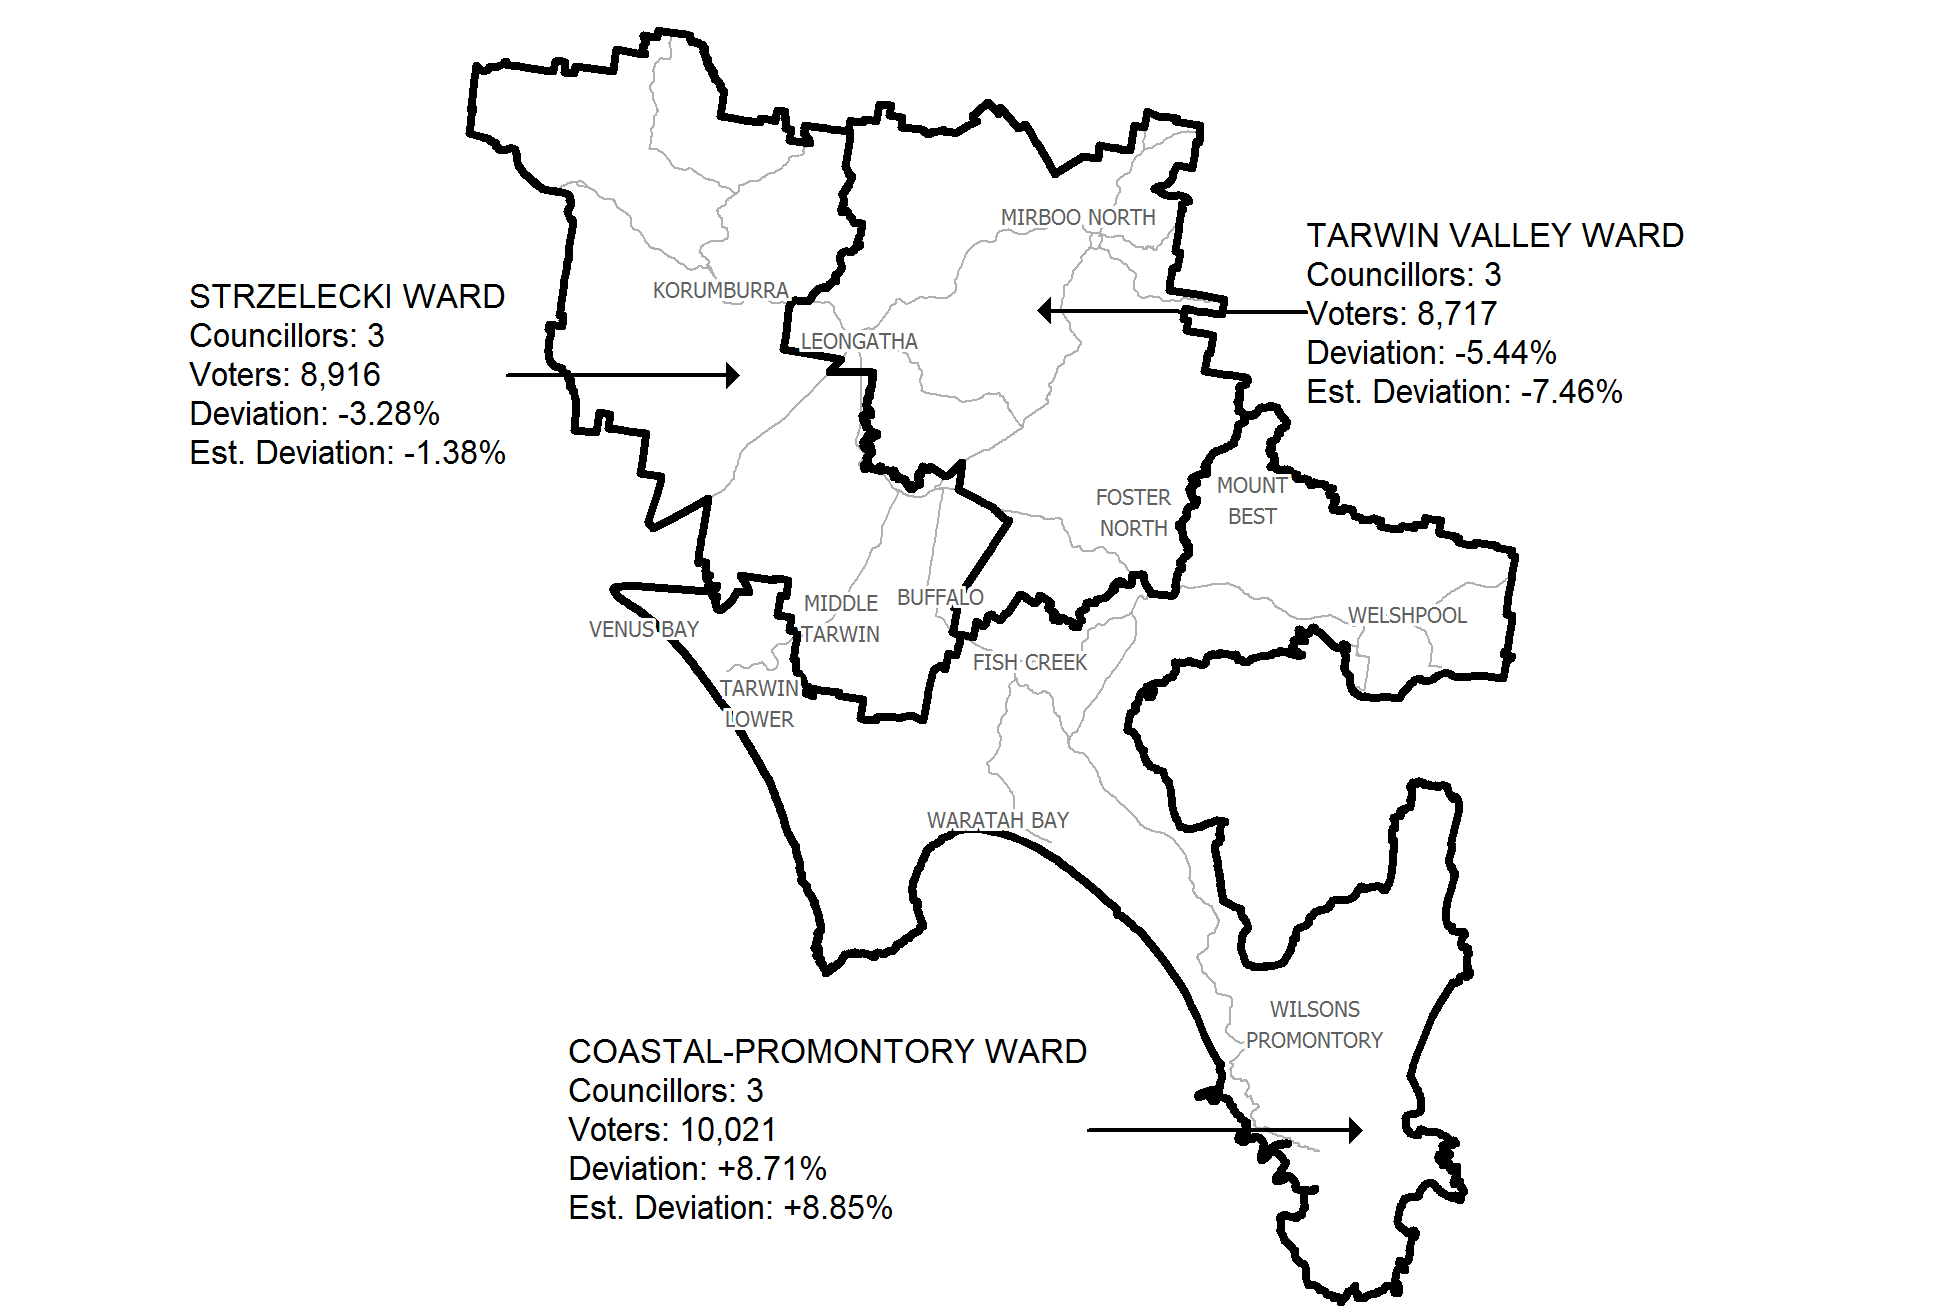 MIRBOO NORTH
TARWIN VALLEY WARD
Councillors: 3
Voters: 8,717
Deviation: -5.44%
Est. Deviation: -7.46%
STRZELECKI WARD
Councillors: 3
Voters: 8,916
Deviation: -3.28%
Est. Deviation: -1.38%
KORUMBURRA
LEONGATHA
FOSTER
NORTH
MOUNT
BEST
MIDDLE
TARWIN
BUFFALO
WELSHPOOL
VENUS BAY
FISH CREEK
TARWIN
LOWER
WARATAH BAY
WILSONS
PROMONTORY
COASTAL-PROMONTORY WARD
Councillors: 3
Voters: 10,021
Deviation: +8.71%
Est. Deviation: +8.85%